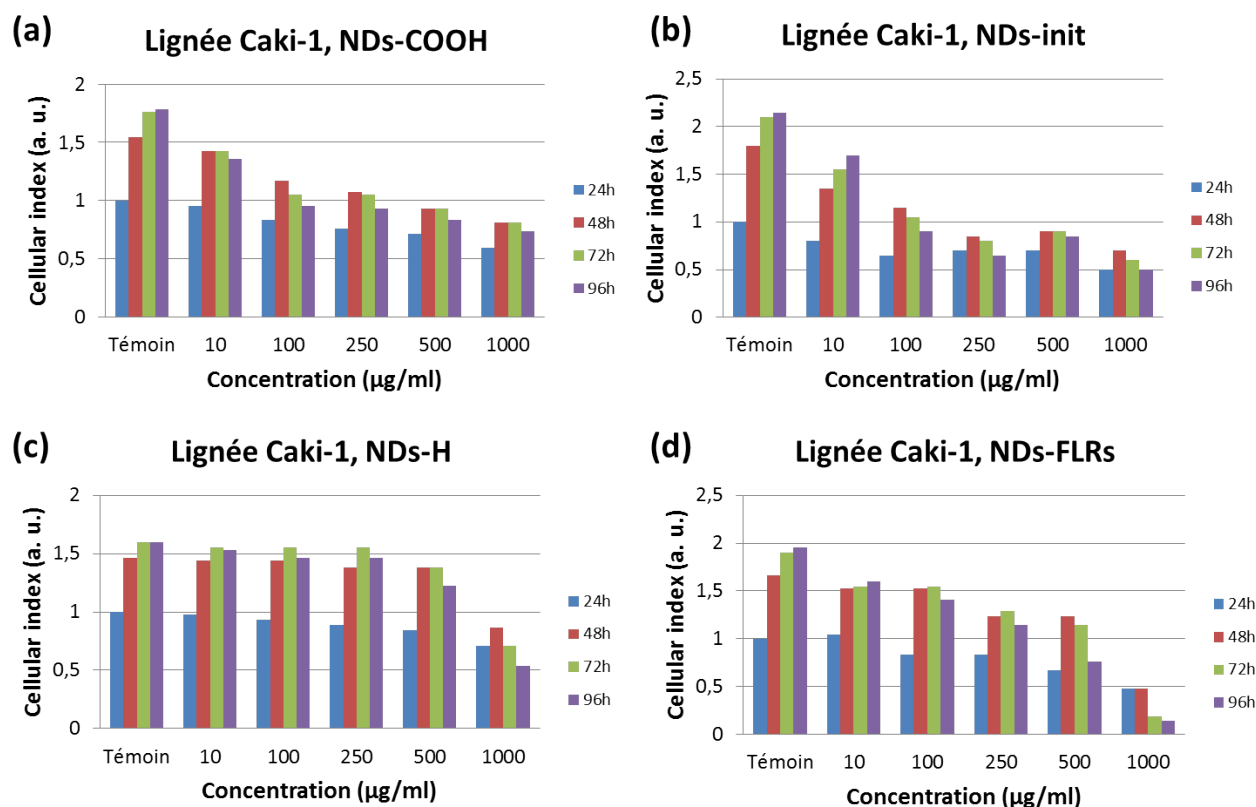 (a)
Lignée Caki-1, NDs-COOH
Cellular index (a. u.)
2
1,5
1
0,5
0
Témoin 10 100 250 500 1000
Concentration (µg/ml)
24h
48h
72h
96h
(b)
Lignée Caki-1, NDs-init
Cellular index (a. u.)
2,5
2
1,5
1
0,5
0
Témoin 10 100 250 500 1000
Concentration (µg/ml)
24h
48h
72h
96h
(c)
Lignée Caki-1, NDs-H
Cellular index (a. u.)
2
1,5
1
0,5
0
Témoin 10 100 250 500 1000
Concentration (µg/ml)
24h
48h
72h
96h
(d)
Lignée Caki-1, NDs-FLRs
Cellular index (a. u.)
2,5
2
1,5
1
0,5
0
Témoin 10 100 250 500 1000
Concentration (µg/ml)
24h
48h
72h
96h